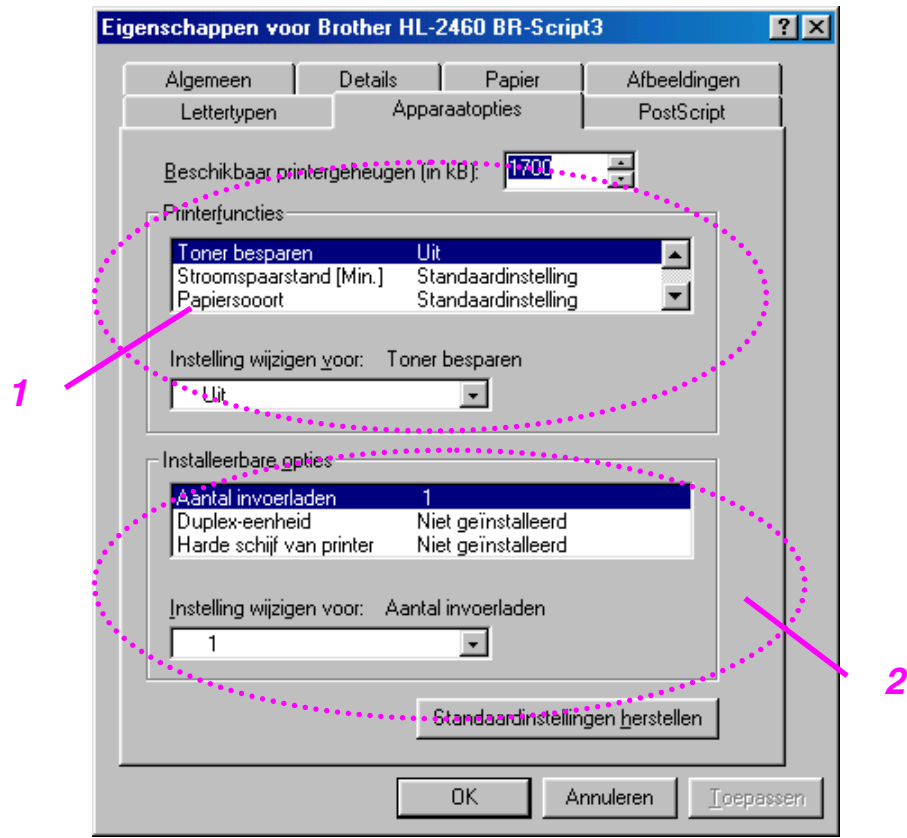 Eigenschappen voor Brother HL-2460 BR-Script3
Algemeen Details Papier Afbeeldingen
Lettertypen Apparaatopties PostScript
Beschikbaar printergeheugen (in kB): 1700
Printerfuncties
Toner besparen Uit
Stroomspaarstand [Min.] Standaardinstelling
Papiersooort Standaardinstelling
1
Instelling wijzigen voor: Toner besparen
Uit
Installeerbare opties
Aantal invoerladen 1
Duplex-eenheid Niet geïnstalleerd
Harde schijf van printer Niet geïnstalleerd
Instelling wijzigen voor: Aantal invoerladen
1
2
Standaardinstellingen herstellen
OK Annuleren Toepassen